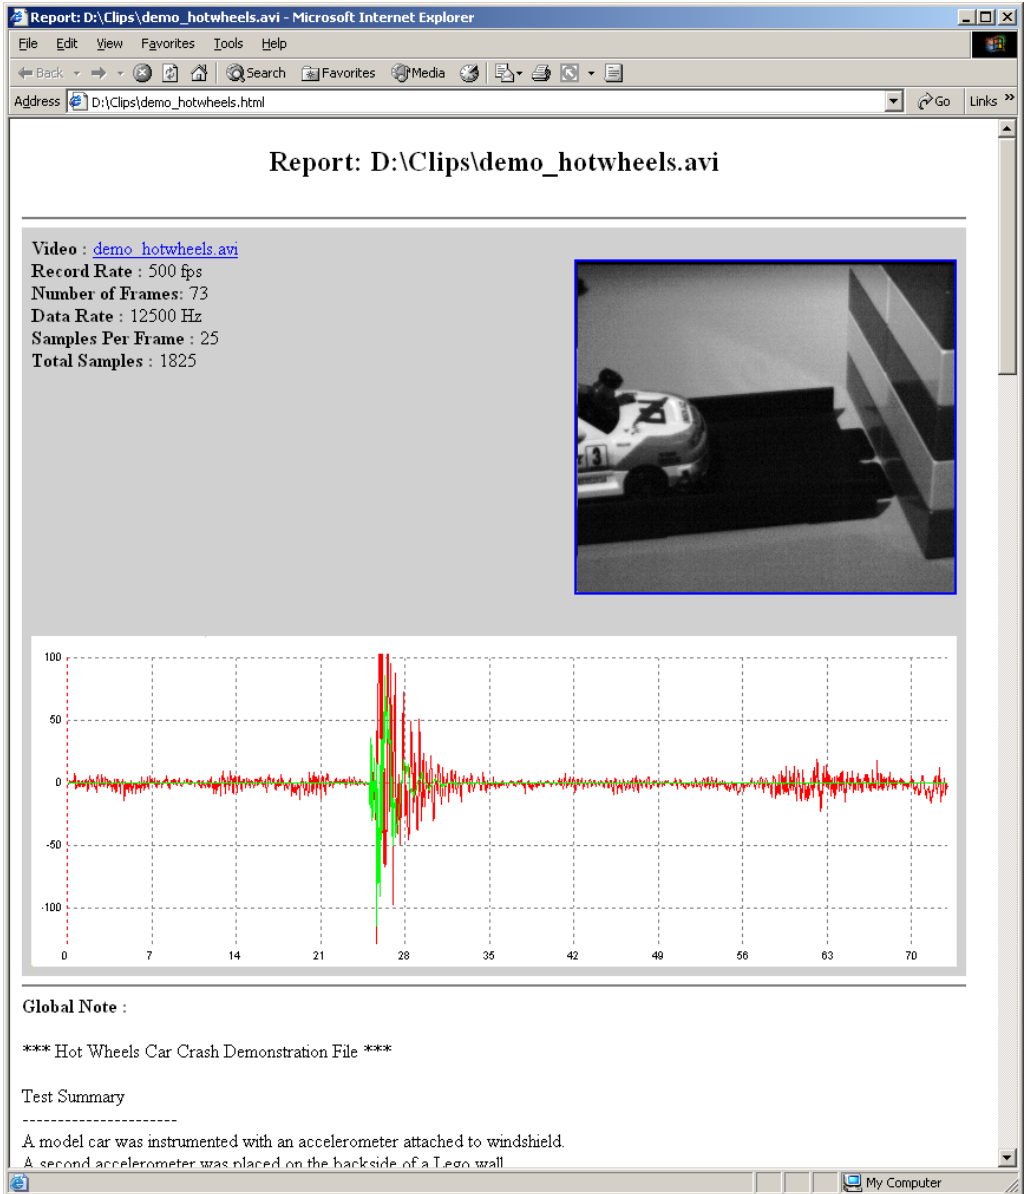 Report: D:\Clips\demo_hotwheels.avi - Microsoft Internet Explorer
File Edit View Favorites Tools Help
Back Search Favorites Media
Address D:\Clips\demo_hotwheels.html Go Links »
Report: D:\Clips\demo_hotwheels.avi
Video : demo_hotwheels.avi
Record Rate : 500 fps
Number of Frames: 73
Data Rate : 12500 Hz
Samples Per Frame : 25
Total Samples : 1825
3
100
50
0
-50
-100
0 7 14 21 28 35 42 49 56 63 70
Global Note :
*** Hot Wheels Car Crash Demonstration File ***
Test Summary
----------------------
A model car was instrumented with an accelerometer attached to windshield.
A second accelerometer was placed on the backside of a Lego wall
My Computer